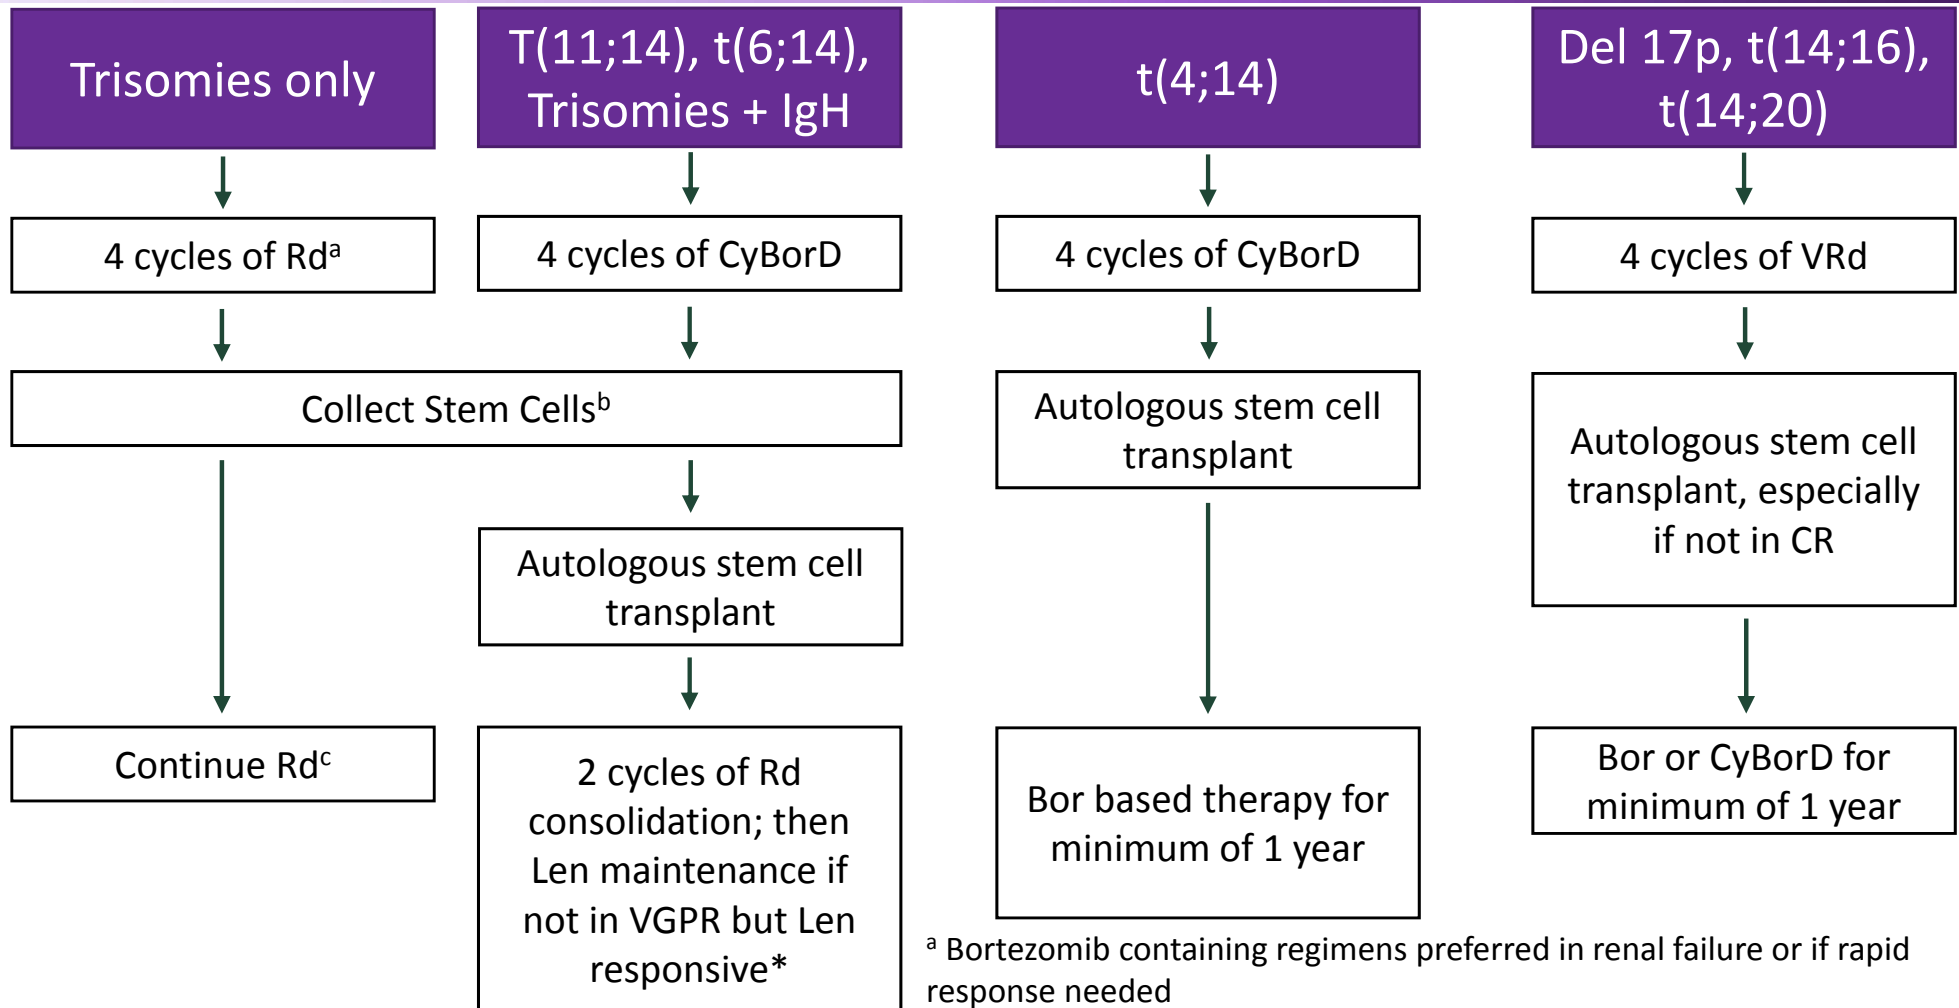 Trisomies only
T(11;14), t(6;14),
Trisomies + IgH
t(4;14)
Del 17p, t(14;16),
t(14;20)
4 cycles of Rdᵃ
4 cycles of CyBorD
4 cycles of CyBorD
4 cycles of VRd
Collect Stem Cellsᵇ
Autologous stem cell
transplant
Autologous stem cell
transplant, especially
if not in CR
Autologous stem cell
transplant
Continue Rdᶜ
2 cycles of Rd
consolidation; then
Len maintenance if
not in VGPR but Len
responsive*
Bor based therapy for
minimum of 1 year
Bor or CyBorD for
minimum of 1 year
ᵃ Bortezomib containing regimens preferred in renal failure or if rapid
response needed